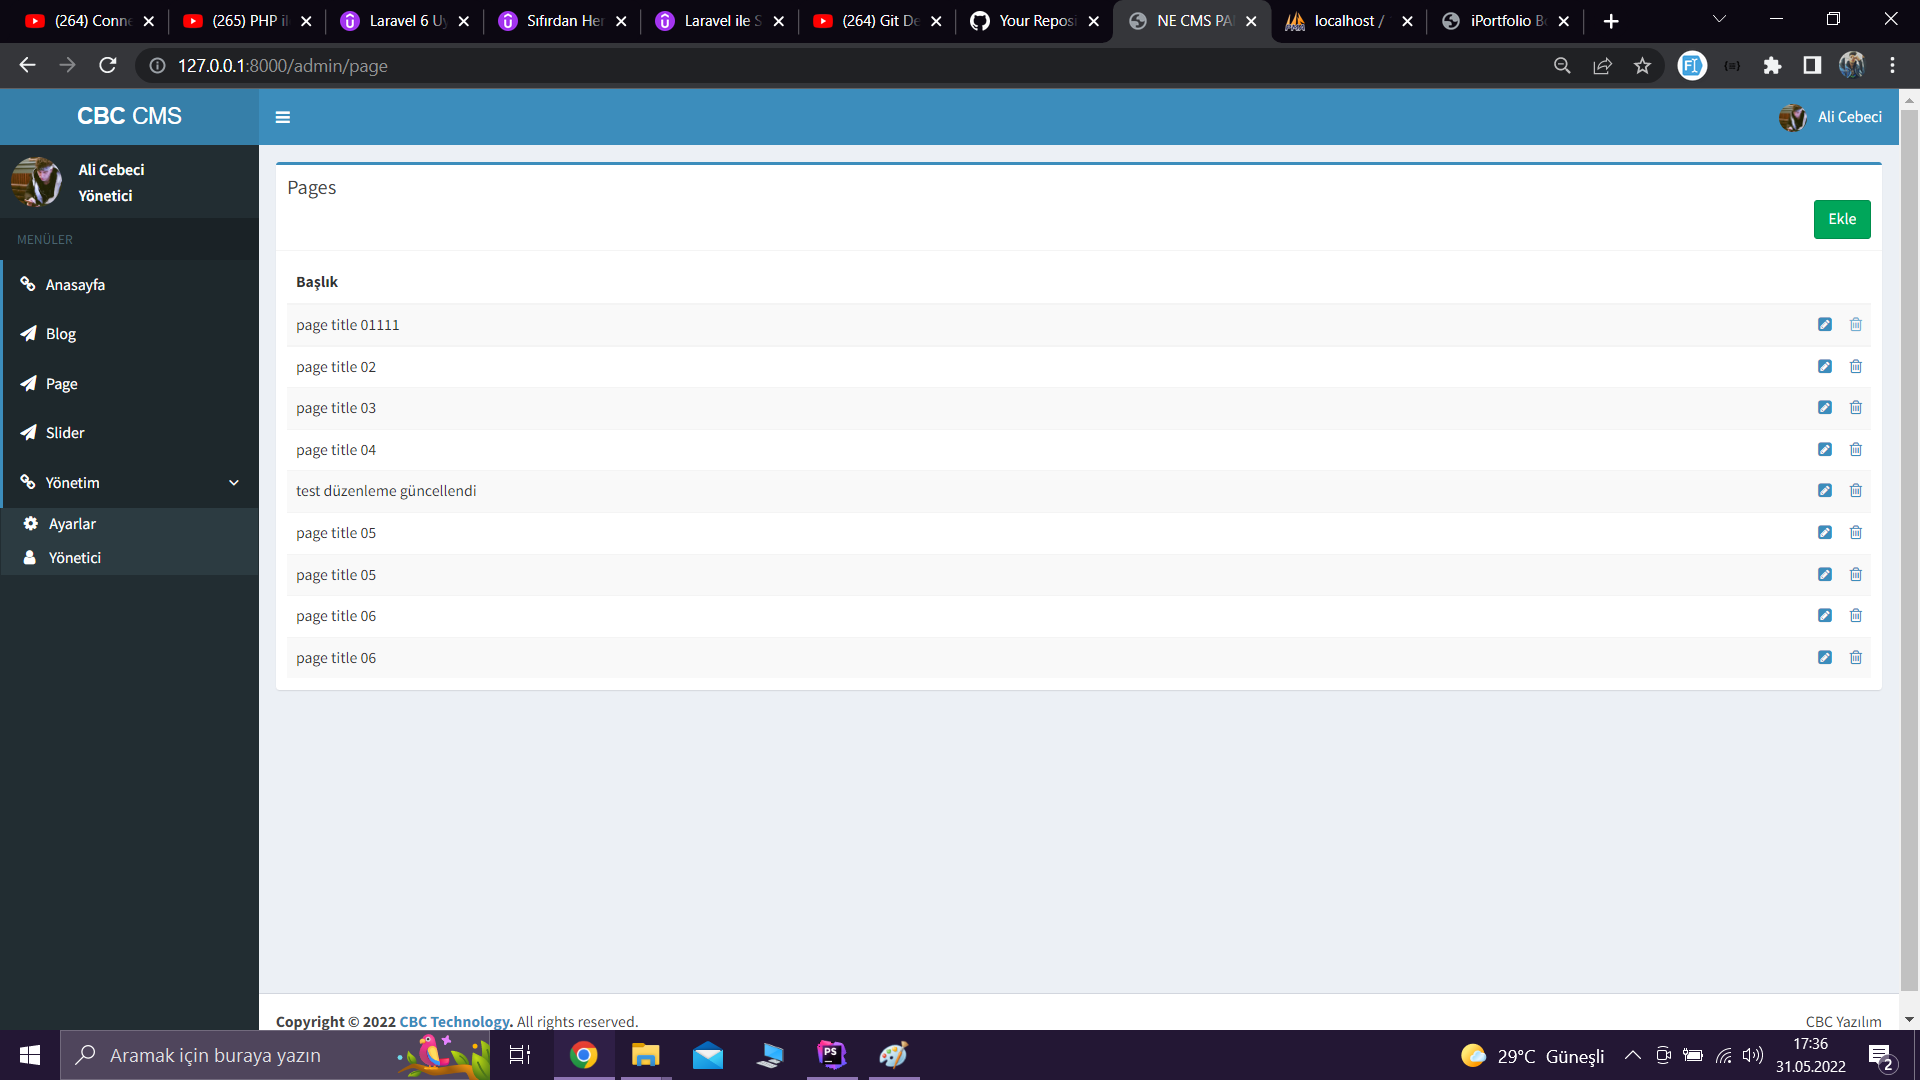 (264) Conne
(265) PHP il
Laravel 6 Uy
Sıfırdan Her
Laravel ile S
(264) Git De
Your Reposi
NE CMS PA
localhost /
iPortfolio Bo
127.0.0.1:8000/admin/page
CBC CMS
Ali Cebeci
Ali Cebeci
Yönetici
MENÜLER
Anasayfa
Blog
Page
Slider
Yönetim
Ayarlar
Yönetici
Pages
Ekle
Başlık
page title 01111
page title 02
page title 03
page title 04
test düzenleme güncellendi
page title 05
page title 05
page title 06
page title 06
Copyright © 2022 CBC Technology. All rights reserved.
CBC Yazılım
Aramak için buraya yazın
PS
29°C Güneşli
17:36
31.05.2022
2